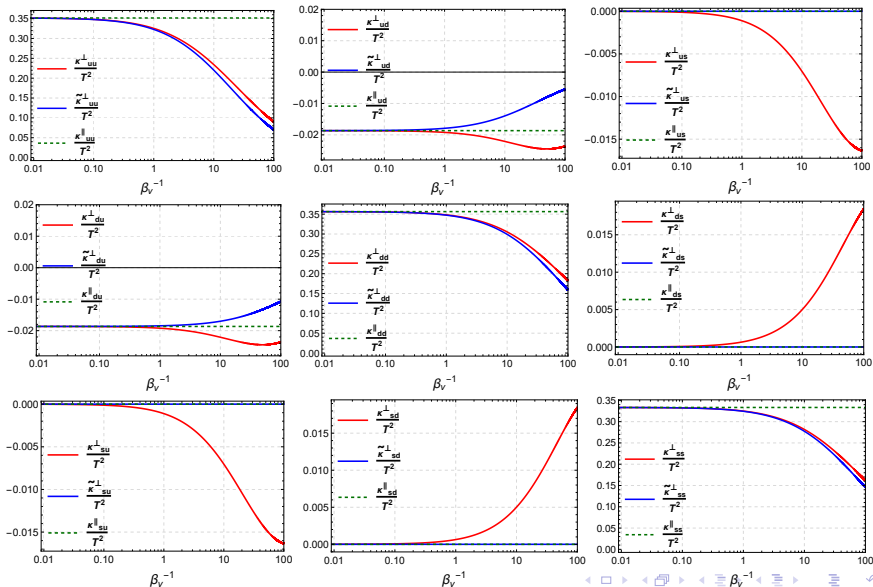 0.35
0.30
0.25
0.20
0.15
0.10
0.05
0.00
κ⊥uu
T²
κ̃⊥uu
T²
κ∥uu
T²
0.01 0.10 1 10 100
βv⁻¹
0.02
0.01
0.00
−0.01
−0.02
κ⊥ud
T²
κ̃⊥ud
T²
κ∥ud
T²
0.01 0.10 1 10 100
βv⁻¹
0.000
−0.005
−0.010
−0.015
κ⊥us
T²
κ̃⊥us
T²
κ∥us
T²
0.01 0.10 1 10 100
βv⁻¹
0.02
0.01
0.00
−0.01
−0.02
κ⊥du
T²
κ̃⊥du
T²
κ∥du
T²
0.01 0.10 1 10 100
βv⁻¹
0.35
0.30
0.25
0.20
0.15
0.10
0.05
0.00
κ⊥dd
T²
κ̃⊥dd
T²
κ∥dd
T²
0.01 0.10 1 10 100
βv⁻¹
0.015
0.010
0.005
0.000
κ⊥ds
T²
κ̃⊥ds
T²
κ∥ds
T²
0.01 0.10 1 10 100
βv⁻¹
0.000
−0.005
−0.010
−0.015
κ⊥su
T²
κ̃⊥su
T²
κ∥su
T²
0.01 0.10 1 10 100
βv⁻¹
0.015
0.010
0.005
0.000
κ⊥sd
T²
κ̃⊥sd
T²
κ∥sd
T²
0.01 0.10 1 10 100
βv⁻¹
0.35
0.30
0.25
0.20
0.15
0.10
0.05
0.00
κ⊥ss
T²
κ̃⊥ss
T²
κ∥ss
T²
0.01 0.10 1 10 100
βv⁻¹